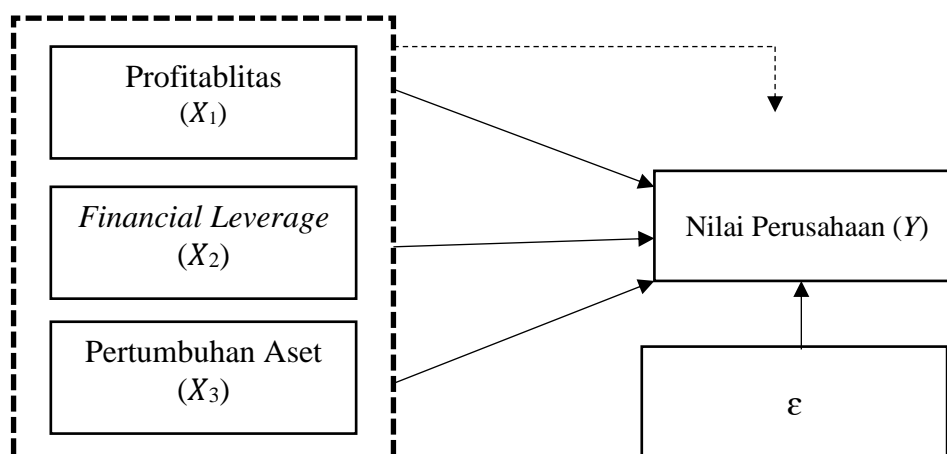 Profitablitas
(X1)
Financial Leverage
(X2)
Nilai Perusahaan (Y)
Pertumbuhan Aset
(X3)
ε